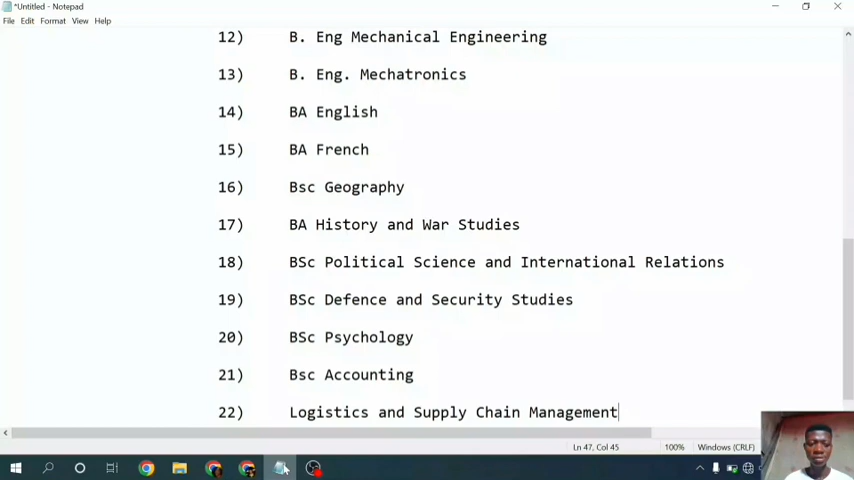 *Untitled - Notepad
File Edit Format View Help
12) B. Eng Mechanical Engineering
13) B. Eng. Mechatronics
14) BA English
15) BA French
16) Bsc Geography
17) BA History and War Studies
18) BSc Political Science and International Relations
19) BSc Defence and Security Studies
20) BSc Psychology
21) Bsc Accounting
22) Logistics and Supply Chain Management
Ln 47, Col 45 100% Windows (CRLF)